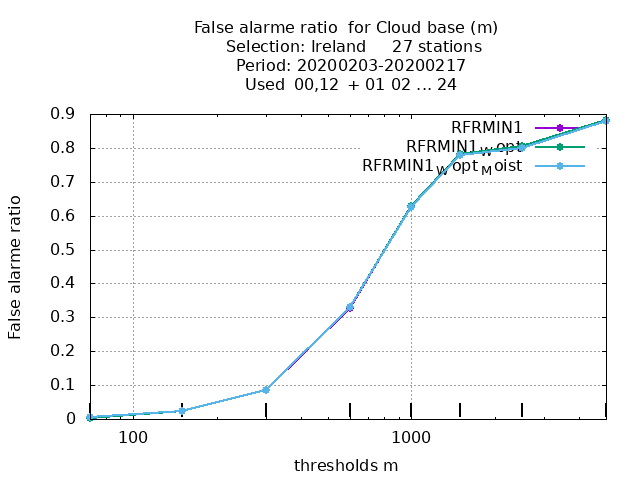 False alarme ratio  for Cloud base (m)
Selection: Ireland     27 stations
Period: 20200203-20200217
Used  00,12  + 01 02 ... 24
RFRMIN1
RFRMIN1Wopt
RFRMIN1WoptMoist
False alarme ratio
0.9
0.8
0.7
0.6
0.5
0.4
0.3
0.2
0.1
0
100 1000
thresholds m